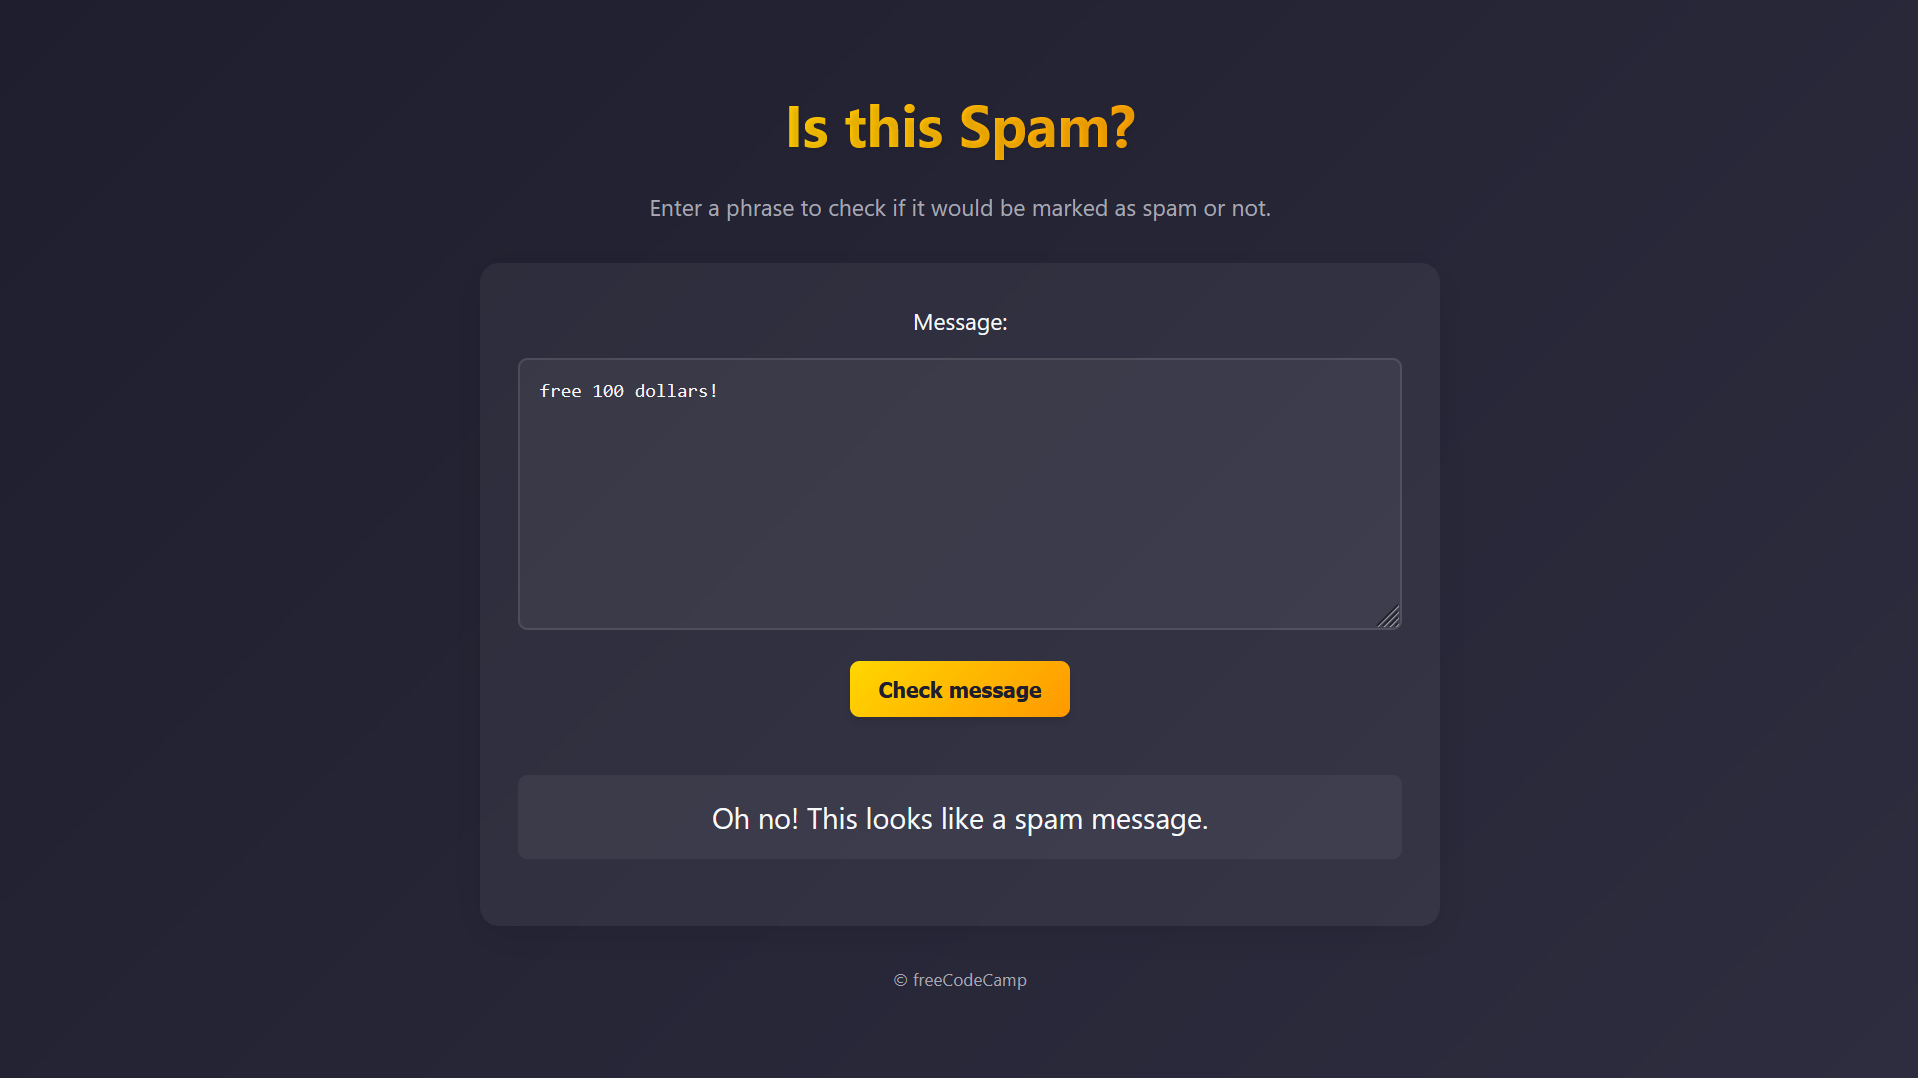 Is this Spam?
Enter a phrase to check if it would be marked as spam or not.
Message:
free 100 dollars!
Check message
Oh no! This looks like a spam message.
© freeCodeCamp